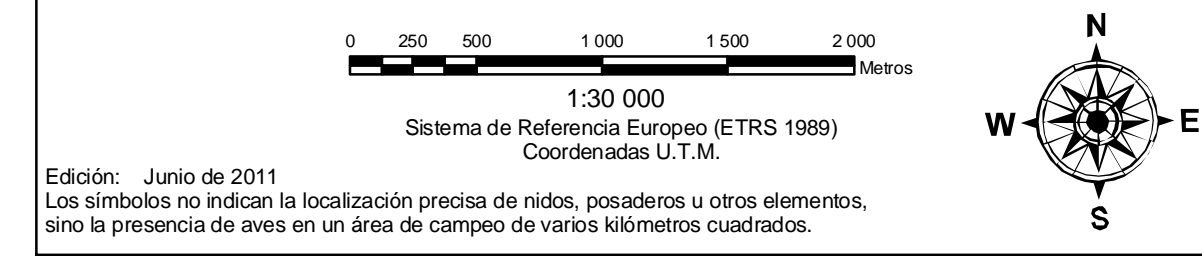 0 250 500 1 000 1 500 2 000
Metros
1:30 000
Sistema de Referencia Europeo (ETRS 1989)
Coordenadas U.T.M.
N
W E
S
Edición: Junio de 2011
Los símbolos no indican la localización precisa de nidos, posaderos u otros elementos,
sino la presencia de aves en un área de campeo de varios kilómetros cuadrados.